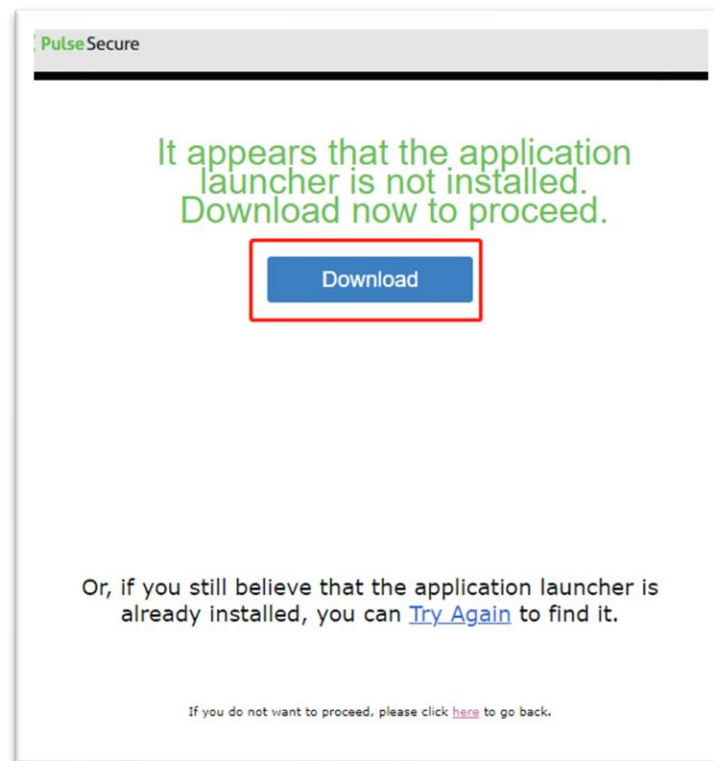 Pulse Secure
It appears that the application
launcher is not installed.
Download now to proceed.
Download
Or, if you still believe that the application launcher is
already installed, you can Try Again to find it.
If you do not want to proceed, please click here to go back.